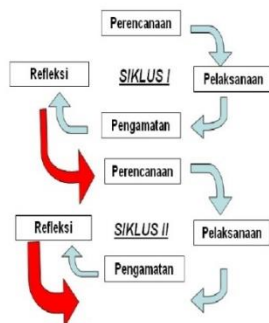 Perencanaan
Refleksi
SIKLUS I
Pelaksanaan
Pengamatan
Perencanaan
Refleksi
SIKLUS II
Pelaksanaan
Pengamatan